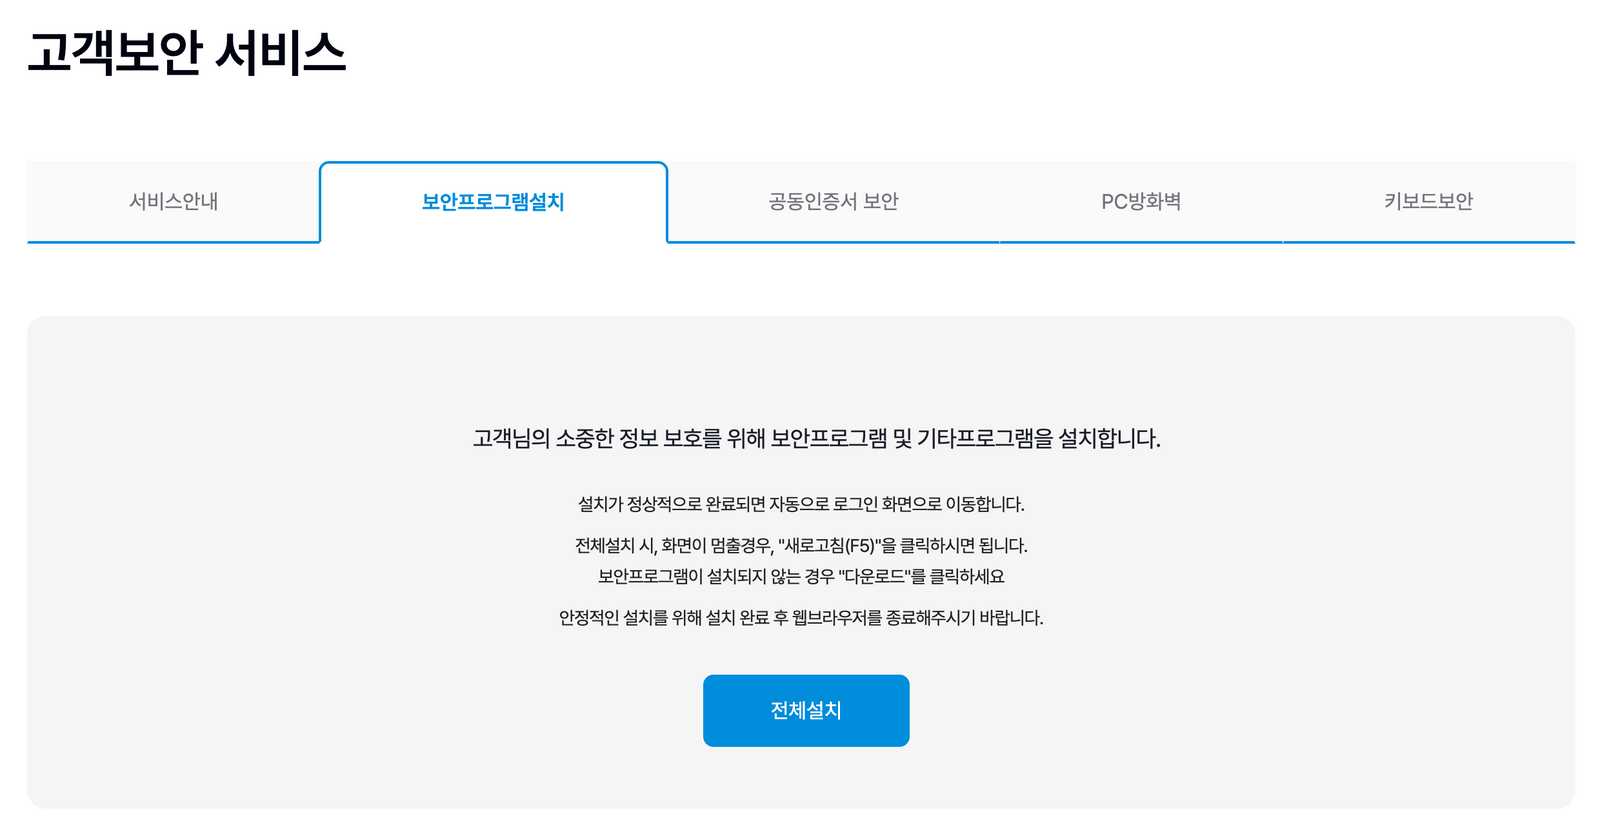 고객보안 서비스
서비스안내
보안프로그램설치
공동인증서 보안
PC방화벽
키보드보안
고객님의 소중한 정보 보호를 위해 보안프로그램 및 기타프로그램을 설치합니다.
설치가 정상적으로 완료되면 자동으로 로그인 화면으로 이동합니다.
전체설치 시, 화면이 멈출경우, "새로고침(F5)"을 클릭하시면 됩니다.
보안프로그램이 설치되지 않는 경우 "다운로드"를 클릭하세요
안정적인 설치를 위해 설치 완료 후 웹브라우저를 종료해주시기 바랍니다.
전체설치